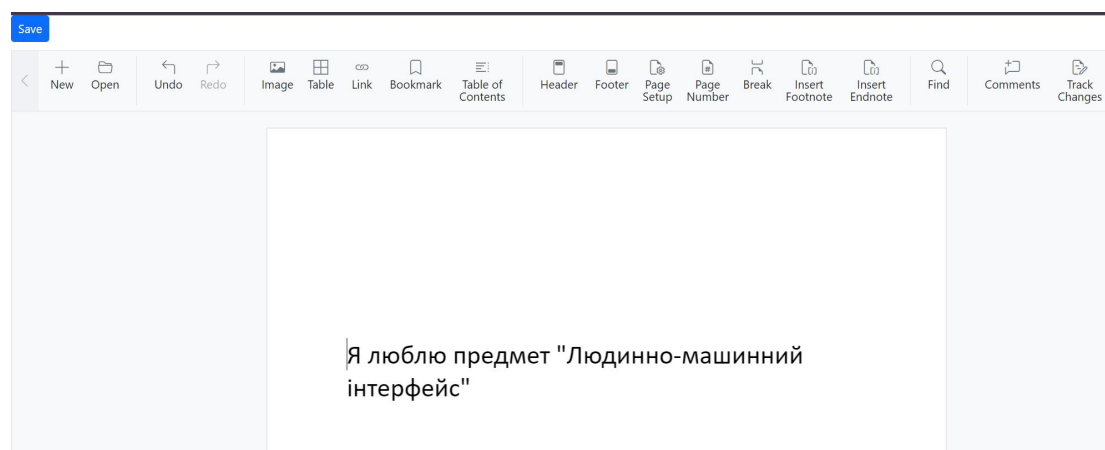 Save
New Open Undo Redo Image Table Link Bookmark Table of Contents Header Footer Page Setup Page Number Break Insert Footnote Insert Endnote Find Comments Track Changes
Я люблю предмет "Людинно-машинний
інтерфейс"